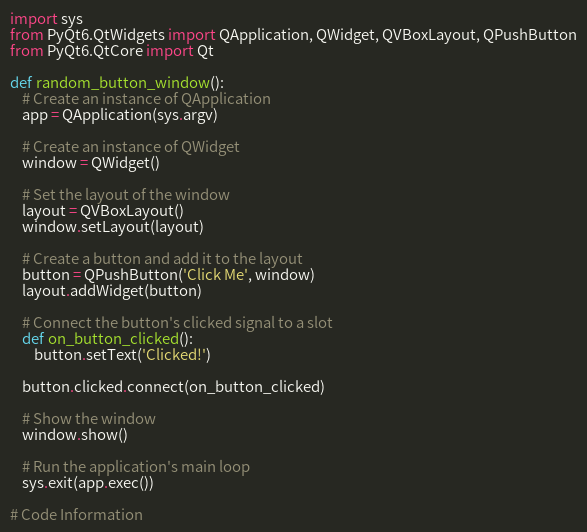 import sys
from PyQt6.QtWidgets import QApplication, QWidget, QVBoxLayout, QPushButton
from PyQt6.QtCore import Qt

def random_button_window():
    # Create an instance of QApplication
    app = QApplication(sys.argv)

    # Create an instance of QWidget
    window = QWidget()

    # Set the layout of the window
    layout = QVBoxLayout()
    window.setLayout(layout)

    # Create a button and add it to the layout
    button = QPushButton('Click Me', window)
    layout.addWidget(button)

    # Connect the button's clicked signal to a slot
    def on_button_clicked():
        button.setText('Clicked!')

    button.clicked.connect(on_button_clicked)

    # Show the window
    window.show()

    # Run the application's main loop
    sys.exit(app.exec())

# Code Information